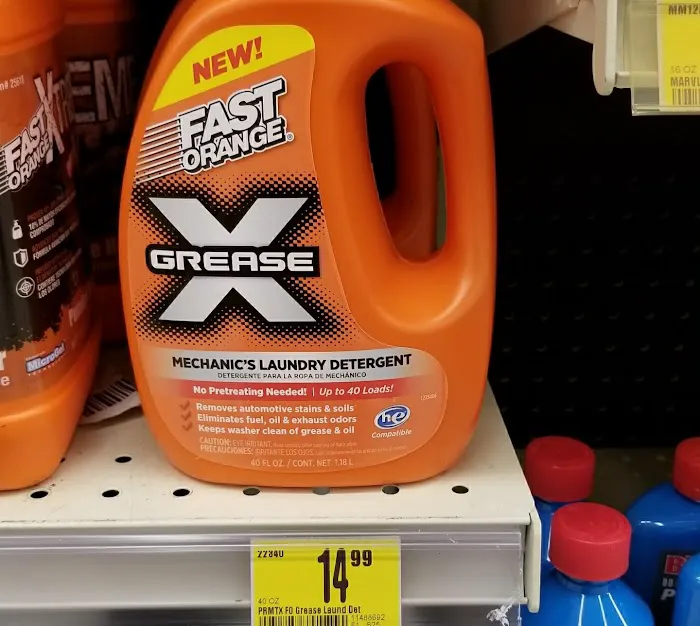 NEW!
FAST
ORANGE®
X
GREASE
MECHANIC'S LAUNDRY DETERGENT
DETERGENTE PARA LA ROPA DE MECHÁNICO
No Pretreating Needed! | Up to 40 Loads!
Removes automotive stains & soils
Eliminates fuel, oil & exhaust odors
Keeps washer clean of grease & oil
he
Compatible
CAUTION: EYE IRRITANT.
PRECAUCIONES: IRRITANTE LOS OJOS.
40 FL OZ. / CONT. NET. 1.18 L
22340
14 99
40 OZ
PRMTX FO Grease Laund Det
FAST
ORANGE
MicroGel
16 OZ
MARV